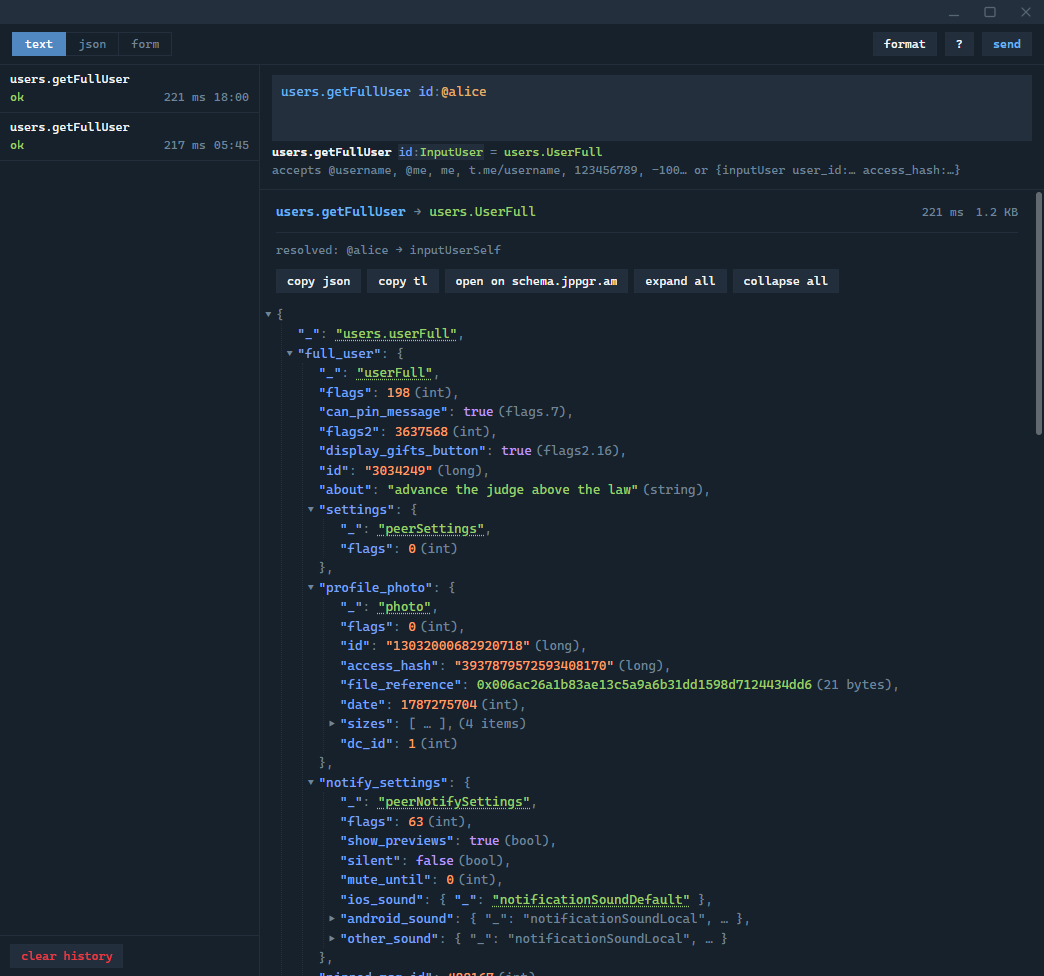 text json form format ? send
users.getFullUser
ok 221 ms 18:00
users.getFullUser
ok 217 ms 05:45
clear history
users.getFullUser id:@alice
users.getFullUser id:InputUser = users.UserFull
accepts @username, @me, me, t.me/username, 123456789, -100… or {inputUser user_id:… access_hash:…}
users.getFullUser → users.UserFull 221 ms 1.2 KB
resolved: @alice → inputUserSelf
copy json copy tl open on schema.jppgr.am expand all collapse all
{
"_": "users.userFull",
"full_user": {
"_": "userFull",
"flags": 198 (int),
"can_pin_message": true (flags.7),
"flags2": 3637568 (int),
"display_gifts_button": true (flags2.16),
"id": "3034249" (long),
"about": "advance the judge above the law" (string),
"settings": {
"_": "peerSettings",
"flags": 0 (int)
},
"profile_photo": {
"_": "photo",
"flags": 0 (int),
"id": "13032000682920718" (long),
"access_hash": "3937879572593408170" (long),
"file_reference": 0x006ac26a1b83ae13c5a9a6b31dd1598d7124434dd6 (21 bytes),
"date": 1787275704 (int),
"sizes": [ … ], (4 items)
"dc_id": 1 (int)
},
"notify_settings": {
"_": "peerNotifySettings",
"flags": 63 (int),
"show_previews": true (bool),
"silent": false (bool),
"mute_until": 0 (int),
"ios_sound": { "_": "notificationSoundDefault" },
"android_sound": { "_": "notificationSoundLocal", … },
"other_sound": { "_": "notificationSoundLocal", … }
},